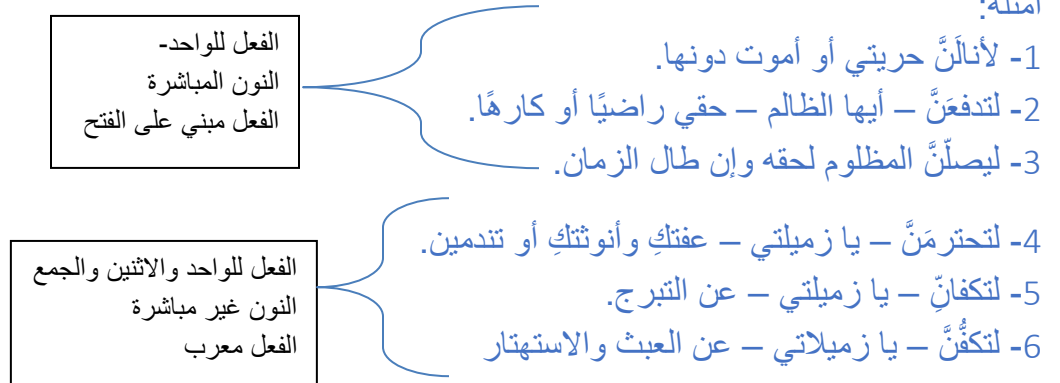 أمثلة:
1- لأنالَنَّ حريتي أو أموت دونها.
2- لتدفعَنَّ – أيها الظالم – حقي راضيًا أو كارهًا.
3- ليصلّنَّ المظلوم لحقه وإن طال الزمان.
الفعل للواحد-
النون المباشرة
الفعل مبني على الفتح
4- لتحترمَنَّ – يا زميلتي – عفتكِ وأنوثتكِ أو تندمين.
5- لتكفانِّ – يا زميلتي – عن التبرج.
6- لتكفُّنَّ – يا زميلاتي – عن العبث والاستهتار
الفعل للواحد والاثنين والجمع
النون غير مباشرة
الفعل معرب